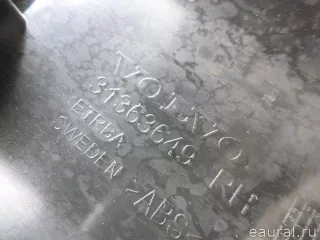 VOLVO
31363649 RH
ETRBA
SWEDEN >ABS<
eaural.ru